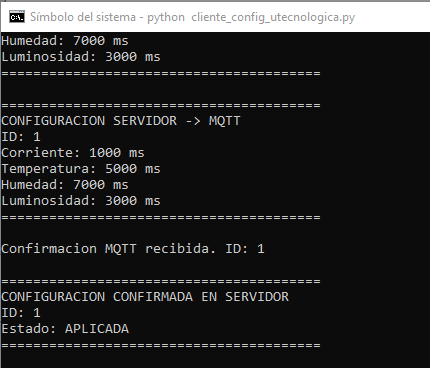 Símbolo del sistema - python  cliente_config_utecnologica.py
Humedad: 7000 ms
Luminosidad: 3000 ms
========================================
========================================
CONFIGURACION SERVIDOR -> MQTT
ID: 1
Corriente: 1000 ms
Temperatura: 5000 ms
Humedad: 7000 ms
Luminosidad: 3000 ms
========================================
Confirmacion MQTT recibida. ID: 1
========================================
CONFIGURACION CONFIRMADA EN SERVIDOR
ID: 1
Estado: APLICADA
========================================